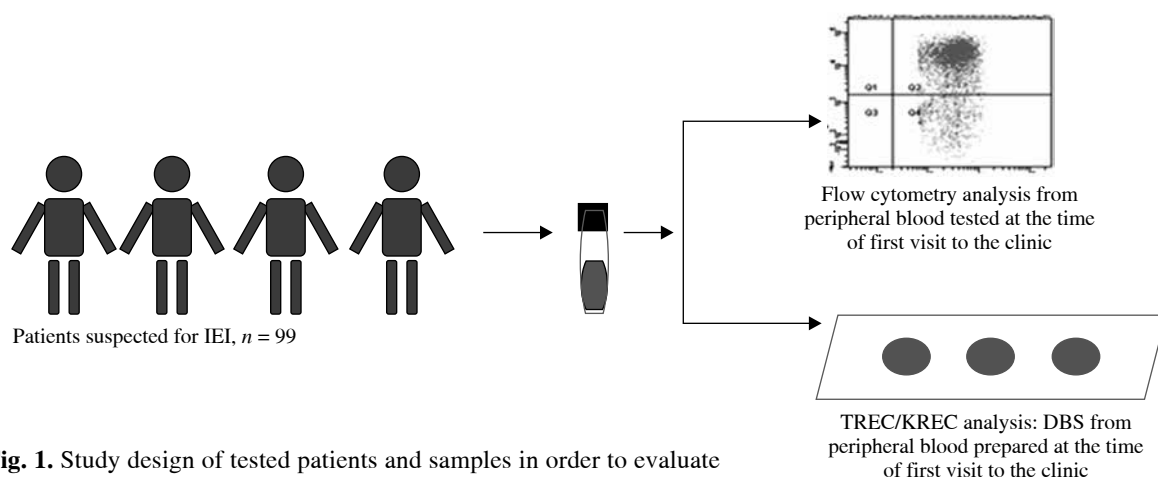 Q1 Q2
Q3 Q4
Flow cytometry analysis from
peripheral blood tested at the time
of first visit to the clinic
Patients suspected for IEI, n = 99
TREC/KREC analysis: DBS from
peripheral blood prepared at the time
of first visit to the clinic
ig. 1. Study design of tested patients and samples in order to evaluate